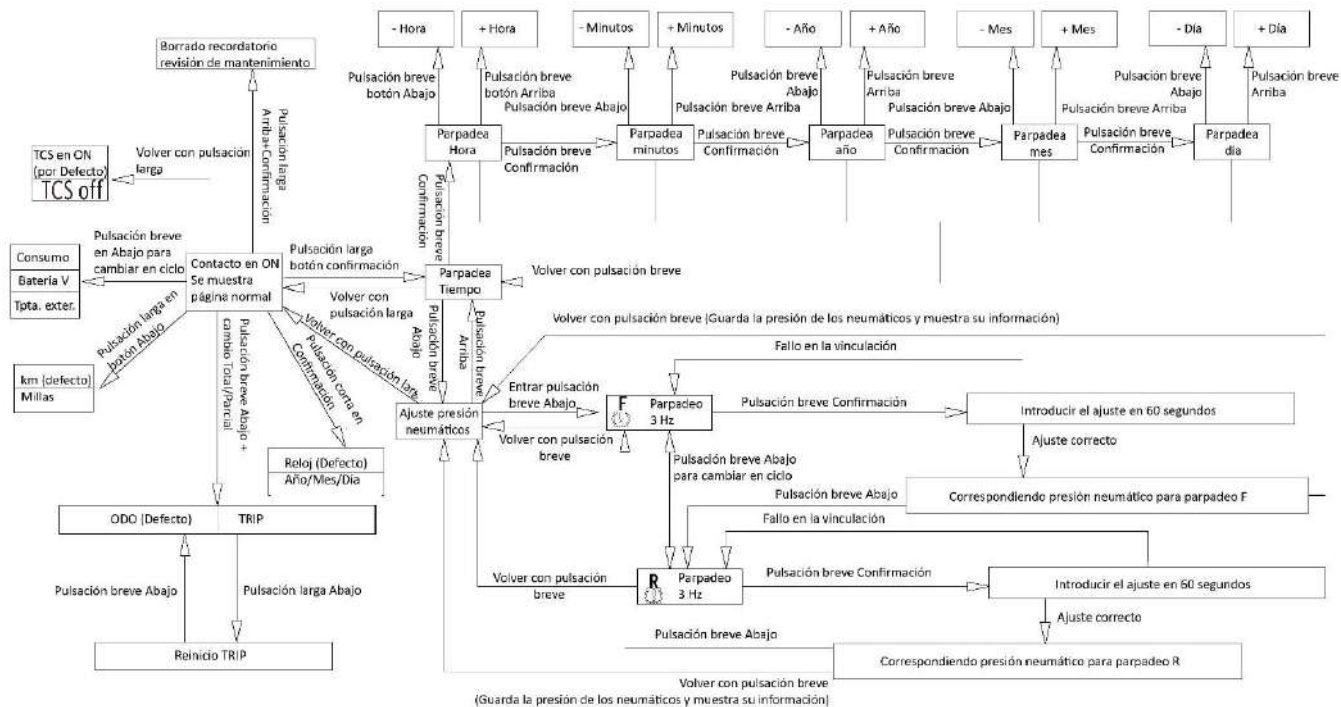 - Hora
+ Hora
- Minutos
+ Minutos
- Año
+ Año
- Mes
+ Mes
- Día
+ Día
Borrado recordatorio
revisión de mantenimiento
Pulsación breve
botón Abajo
Pulsación breve
botón Arriba
Pulsación breve Abajo
Pulsación breve Arriba
Pulsación breve
Abajo
Pulsación breve
Arriba
Pulsación breve Abajo
Pulsación breve Arriba
Pulsación breve
Abajo
Pulsación breve
Arriba
Pulsación larga
Arriba+Confirmación
TCS en ON
(por Defecto)
TCS off
Volver con pulsación
larga
Parpadea
Hora
Pulsación breve
Confirmación
Parpadea
minutos
Pulsación breve
Confirmación
Parpadea
año
Pulsación breve
Confirmación
Parpadea
mes
Pulsación breve
Confirmación
Parpadea
día
Pulsación breve
Confirmación
Consumo
Batería V
Tpta. exter.
Pulsación breve
en Abajo para
cambiar en ciclo
Contacto en ON
Se muestra
página normal
Pulsación larga
botón confirmación
Volver con
pulsación larga
Parpadea
Tiempo
Volver con pulsación breve
Pulsación larga en
botón Abajo
km (defecto)
Millas
Pulsación breve Abajo +
cambio Total/Parcial
Pulsación corta en
Confirmación
Volver con pulsación larg
Pulsación breve
Abajo
Pulsación breve
Arriba
Volver con pulsación breve (Guarda la presión de los neumáticos y muestra su información)
Fallo en la vinculación
Ajuste presión
neumáticos
Entrar pulsación
breve Abajo
Volver con pulsación
breve
F
Parpadeo
3 Hz
Pulsación breve Confirmación
Introducir el ajuste en 60 segundos
Ajuste correcto
Reloj (Defecto)
Año/Mes/Día
Pulsación breve Abajo
para cambiar en ciclo
Pulsación breve Abajo
Correspondiendo presión neumático para parpadeo F
Fallo en la vinculación
ODO (Defecto)
TRIP
Pulsación breve Abajo
Pulsación larga Abajo
Reinicio TRIP
Volver con pulsación
breve
R
Parpadeo
3 Hz
Pulsación breve Confirmación
Introducir el ajuste en 60 segundos
Ajuste correcto
Pulsación breve Abajo
Correspondiendo presión neumático para parpadeo R
Volver con pulsación breve
(Guarda la presión de los neumáticos y muestra su información)